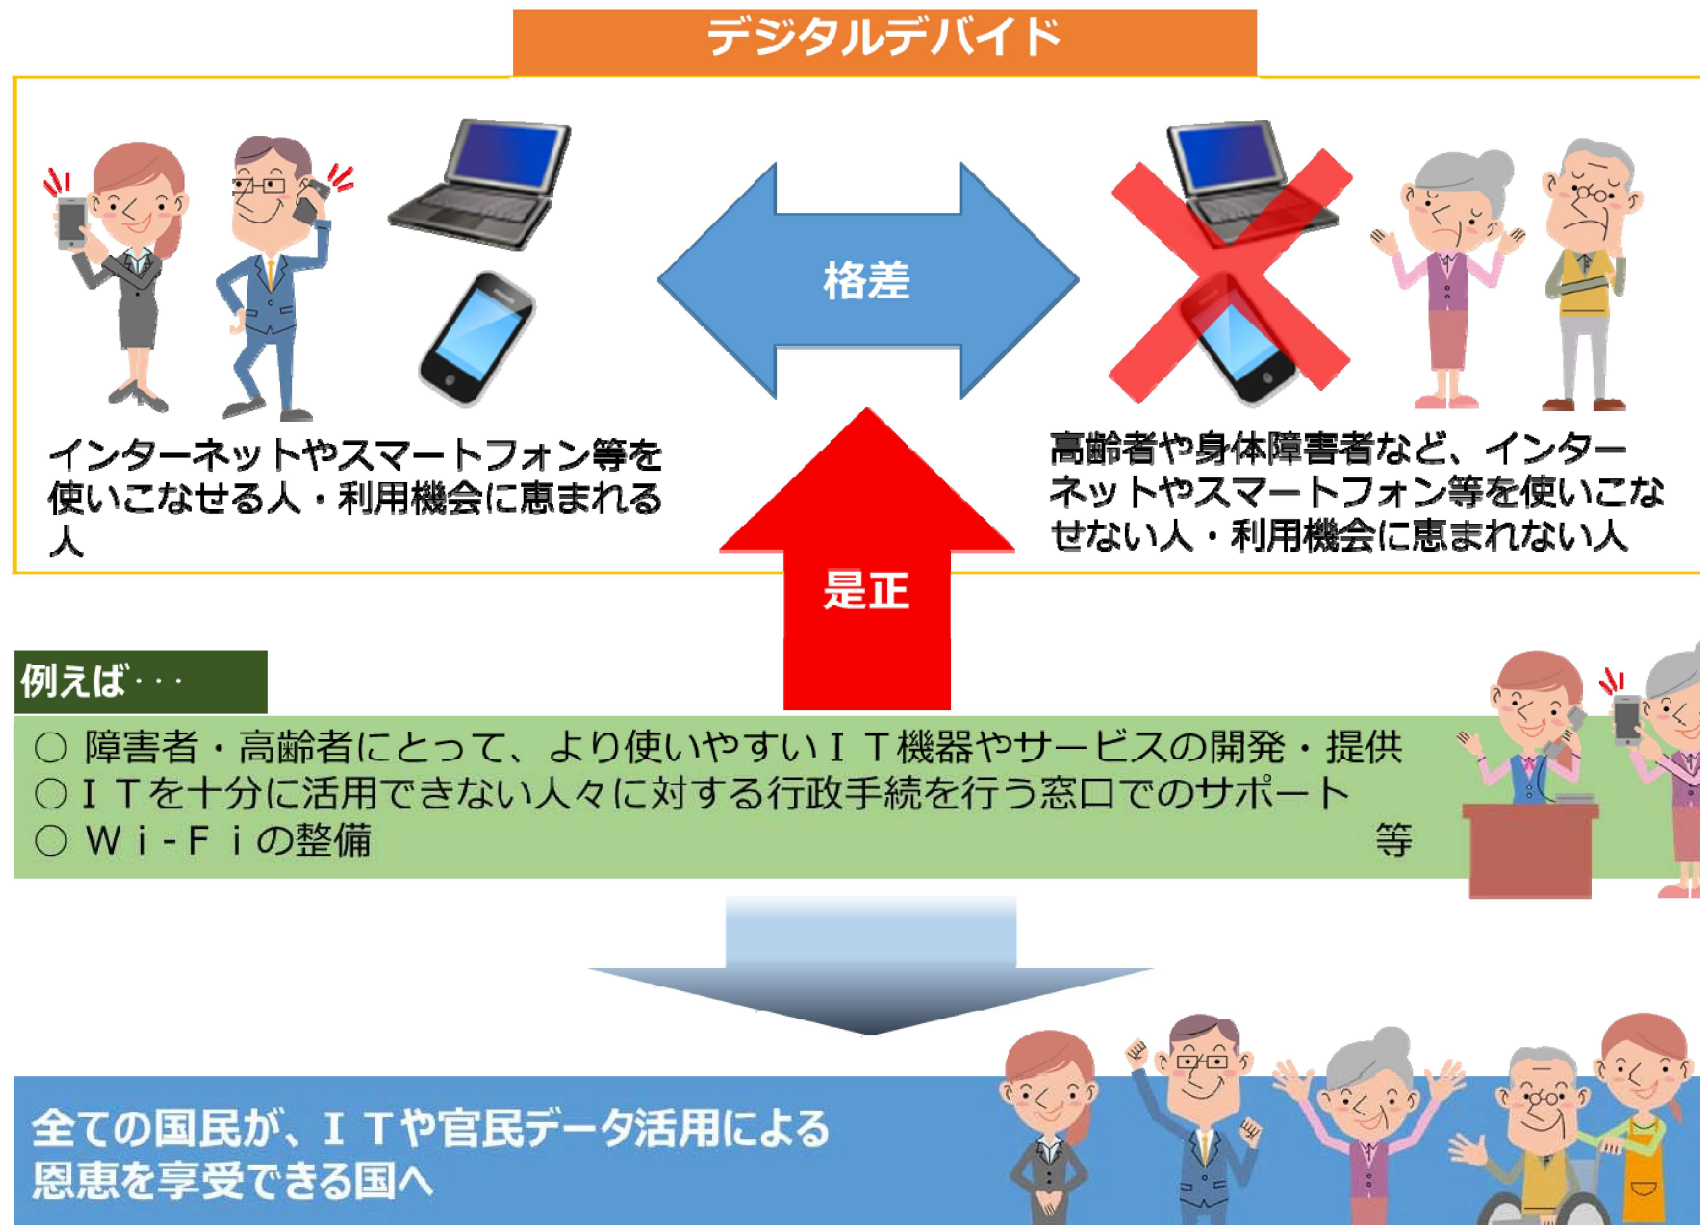 デジタルデバイド
インターネットやスマートフォン等を
使いこなせる人・利用機会に恵まれる
人
格差
高齢者や身体障害者など、インター
ネットやスマートフォン等を使いこな
せない人・利用機会に恵まれない人
是正
例えば･･･
○ 障害者・高齢者にとって、より使いやすいＩＴ機器やサービスの開発・提供
○ＩＴを十分に活用できない人々に対する行政手続を行う窓口でのサポート
○ Ｗｉ-Ｆｉの整備 等
全ての国民が、ＩＴや官民データ活用による
恩恵を享受できる国へ